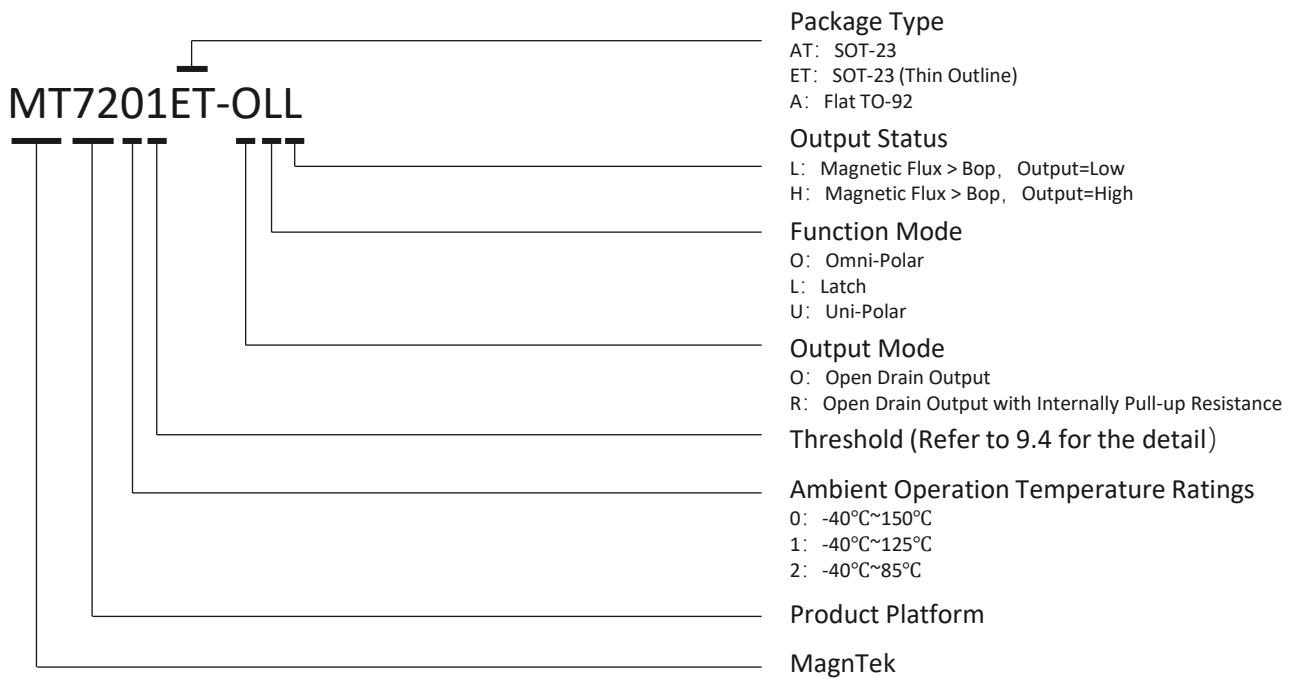 Package Type
AT： SOT-23
ET： SOT-23 (Thin Outline)
A： Flat TO-92
MT7201ET-OLL
Output Status
L： Magnetic Flux > Bop， Output=Low
H： Magnetic Flux > Bop， Output=High
Function Mode
O： Omni-Polar
L： Latch
U： Uni-Polar
Output Mode
O： Open Drain Output
R： Open Drain Output with Internally Pull-up Resistance
Threshold (Refer to 9.4 for the detail）
Ambient Operation Temperature Ratings
0： -40℃~150℃
1： -40℃~125℃
2： -40℃~85℃
Product Platform
MagnTek